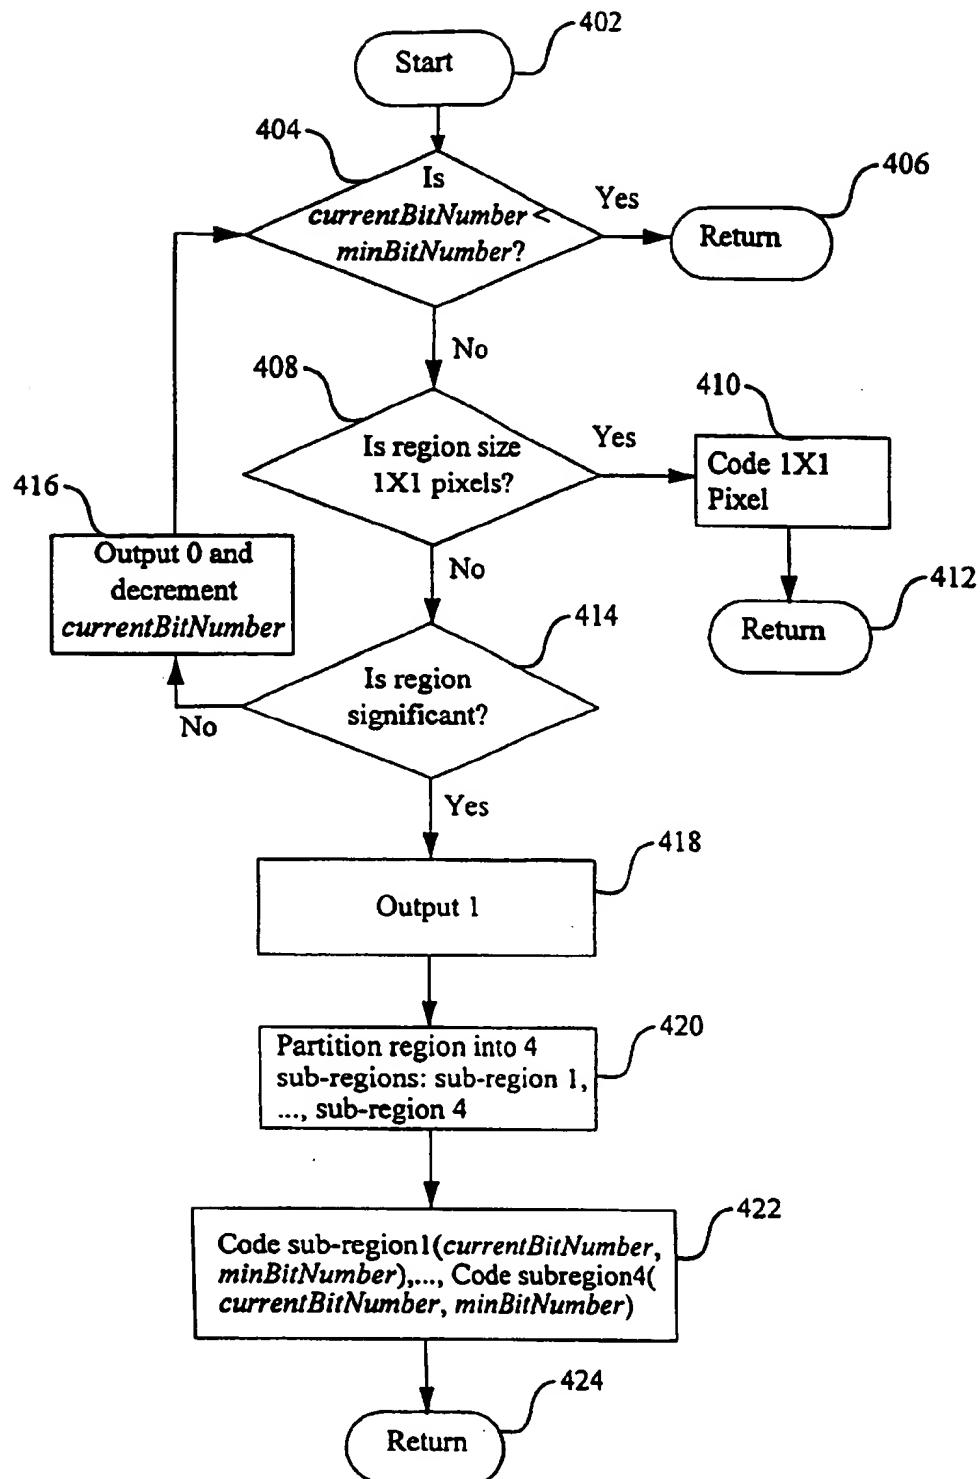 402
Start
404
Is
currentBitNumber <
minBitNumber?
Yes
406
Return
No
408
Is region size
1X1 pixels?
Yes
410
Code 1X1
Pixel
416
Output 0 and
decrement
currentBitNumber
No
412
Return
414
Is region
significant?
No
Yes
418
Output 1
420
Partition region into 4
sub-regions: sub-region 1,
..., sub-region 4
422
Code sub-region1(currentBitNumber,
minBitNumber),..., Code subregion4(
currentBitNumber, minBitNumber)
424
Return